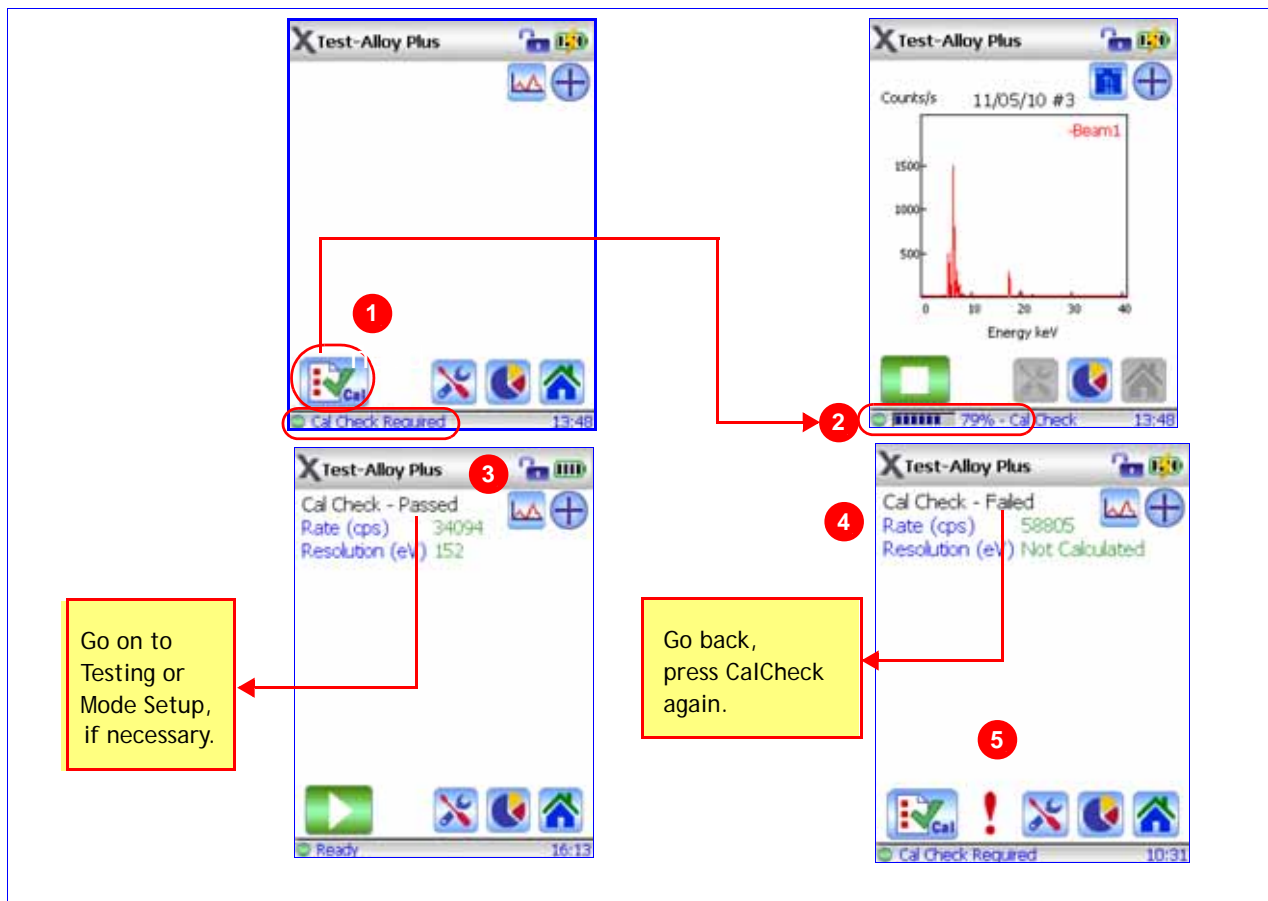 Test-Alloy Plus
1
Cal
Cal Check Required
13:48
Test-Alloy Plus
Counts/s
11/05/10 #3
-Beam1
1500
1000
500
0
10
20
30
40
Energy keV
2
79% - Cal Check
13:48
Test-Alloy Plus
3
Cal Check - Passed
Rate (cps) 34094
Resolution (eV) 152
Go on to
Testing or
Mode Setup,
if necessary.
Ready
16:13
Test-Alloy Plus
4
Cal Check - Failed
Rate (cps) 58805
Resolution (eV) Not Calculated
Go back,
press CalCheck
again.
5
Cal
!
Cal Check Required
10:31